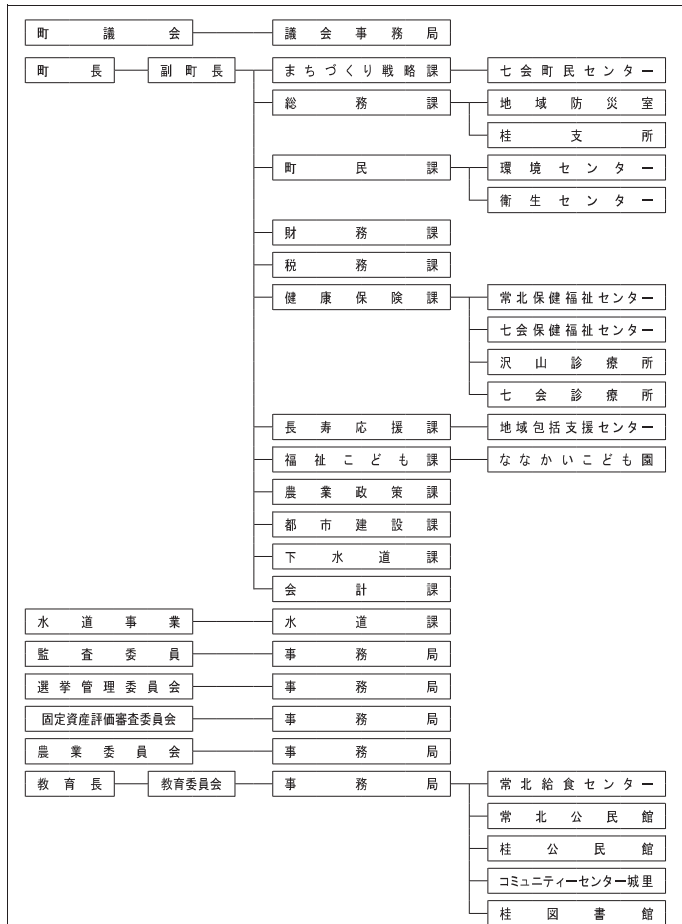 町議会 議会事務局
町長 副町長 まちづくり戦略課 七会町民センター
総務課 地域防災室
桂支所
町民課 環境センター
衛生センター
財務課
税務課
健康保険課 常北保健福祉センター
七会保健福祉センター
沢山診療所
七会診療所
長寿応援課 地域包括支援センター
福祉こども課 ななかいこども園
農業政策課
都市建設課
下水道課
会計課
水道事業 水道課
監査委員 事務局
選挙管理委員会 事務局
固定資産評価審査委員会 事務局
農業委員会 事務局
教育長 教育委員会 事務局 常北給食センター
常北公民館
桂公民館
コミュニティーセンター城里
桂図書館